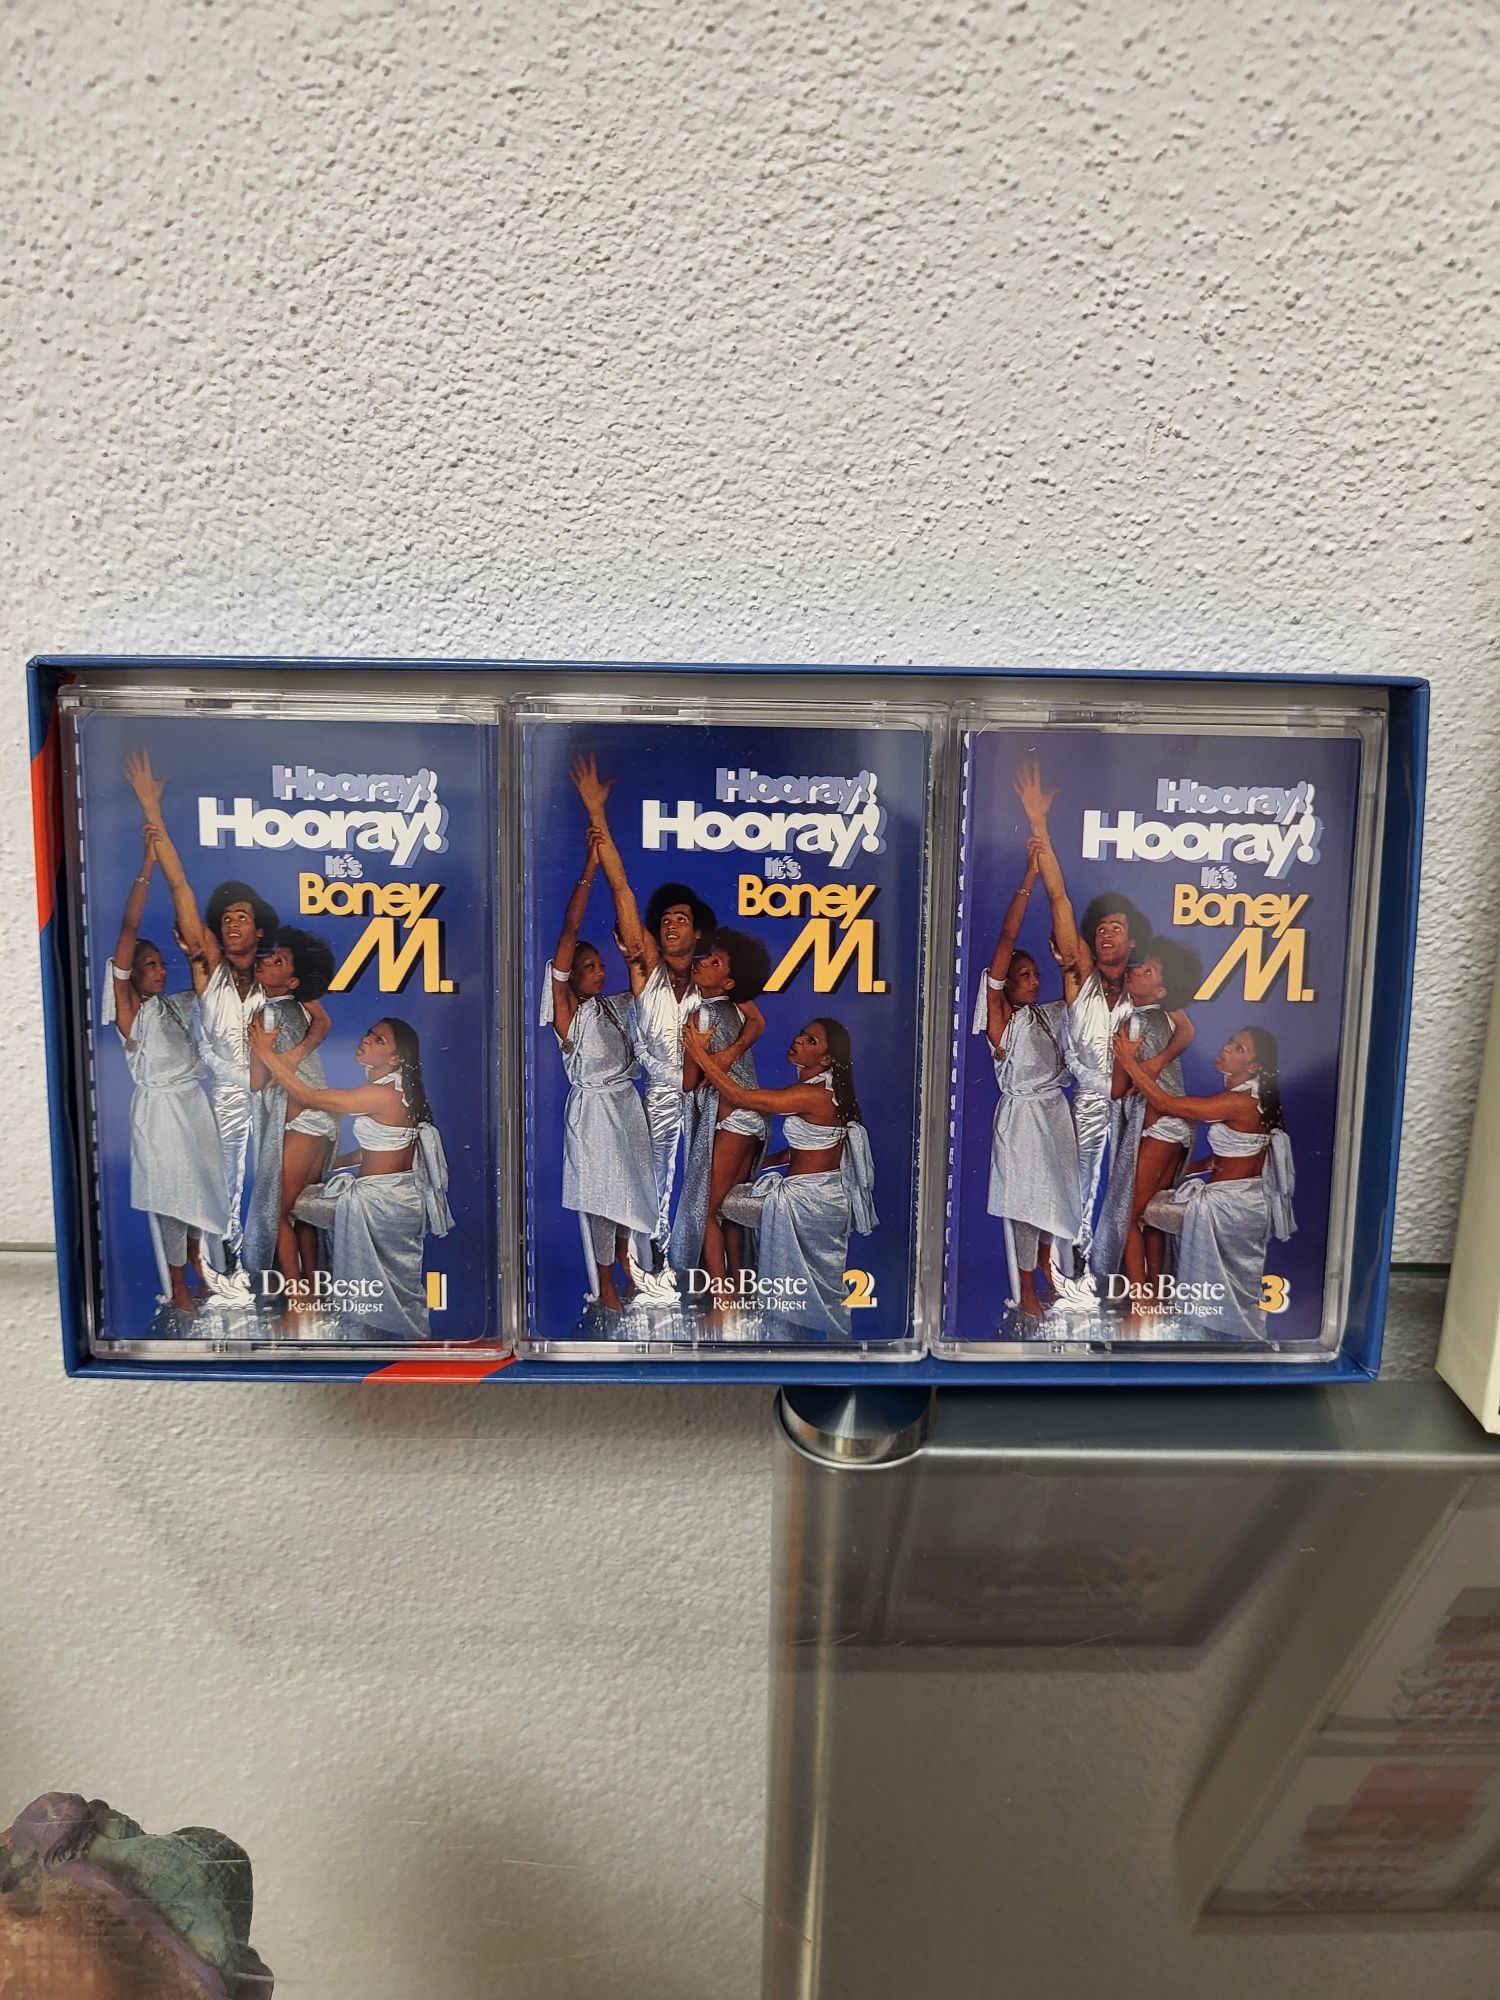 Hooray!
Hooray!
It's
Boney
M.
Das Beste
Reader's Digest
1
Hooray!
Hooray!
It's
Boney
M.
Das Beste
Reader's Digest
2
Hooray!
Hooray!
It's
Boney
M.
Das Beste
Reader's Digest
3